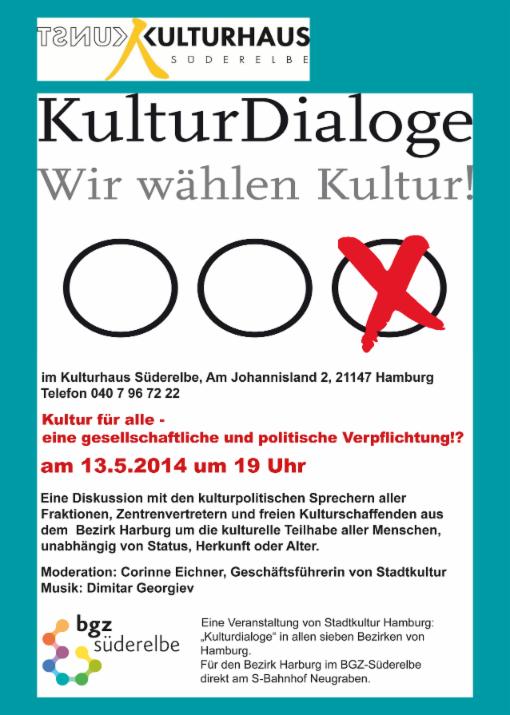 KUNST KULTURHAUS
SÜDERELBE
KulturDialoge
Wir wählen Kultur!
im Kulturhaus Süderelbe, Am Johannisland 2, 21147 Hamburg
Telefon 040 7 96 72 22
Kultur für alle -
eine gesellschaftliche und politische Verpflichtung!?
am 13.5.2014 um 19 Uhr
Eine Diskussion mit den kulturpolitischen Sprechern aller
Fraktionen, Zentrenvertretern und freien Kulturschaffenden aus
dem Bezirk Harburg um die kulturelle Teilhabe aller Menschen,
unabhängig von Status, Herkunft oder Alter.
Moderation: Corinne Eichner, Geschäftsführerin von Stadtkultur
Musik: Dimitar Georgiev
bgz
süderelbe
Eine Veranstaltung von Stadtkultur Hamburg:
„Kulturdialoge“ in allen sieben Bezirken von
Hamburg.
Für den Bezirk Harburg im BGZ-Süderelbe
direkt am S-Bahnhof Neugraben.